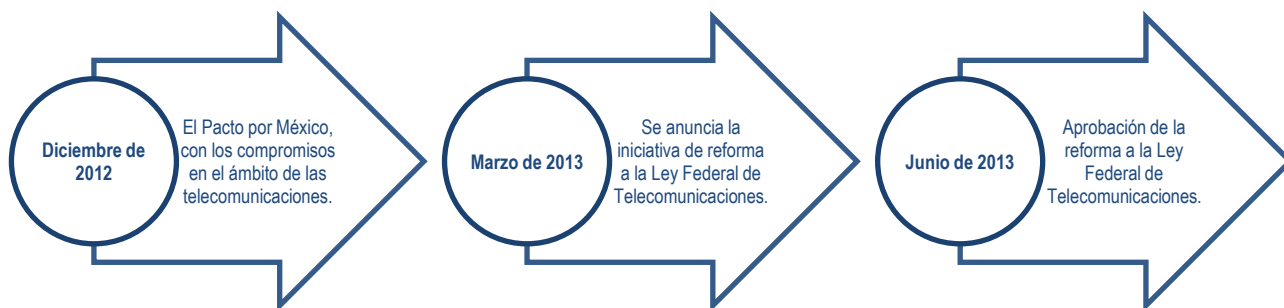 Diciembre de
2012
El Pacto por México,
con los compromisos
en el ámbito de las
telecomunicaciones.
Marzo de 2013
Se anuncia la
iniciativa de reforma
a la Ley Federal de
Telecomunicaciones.
Junio de 2013
Aprobación de la
reforma a la Ley
Federal de
Telecomunicaciones.